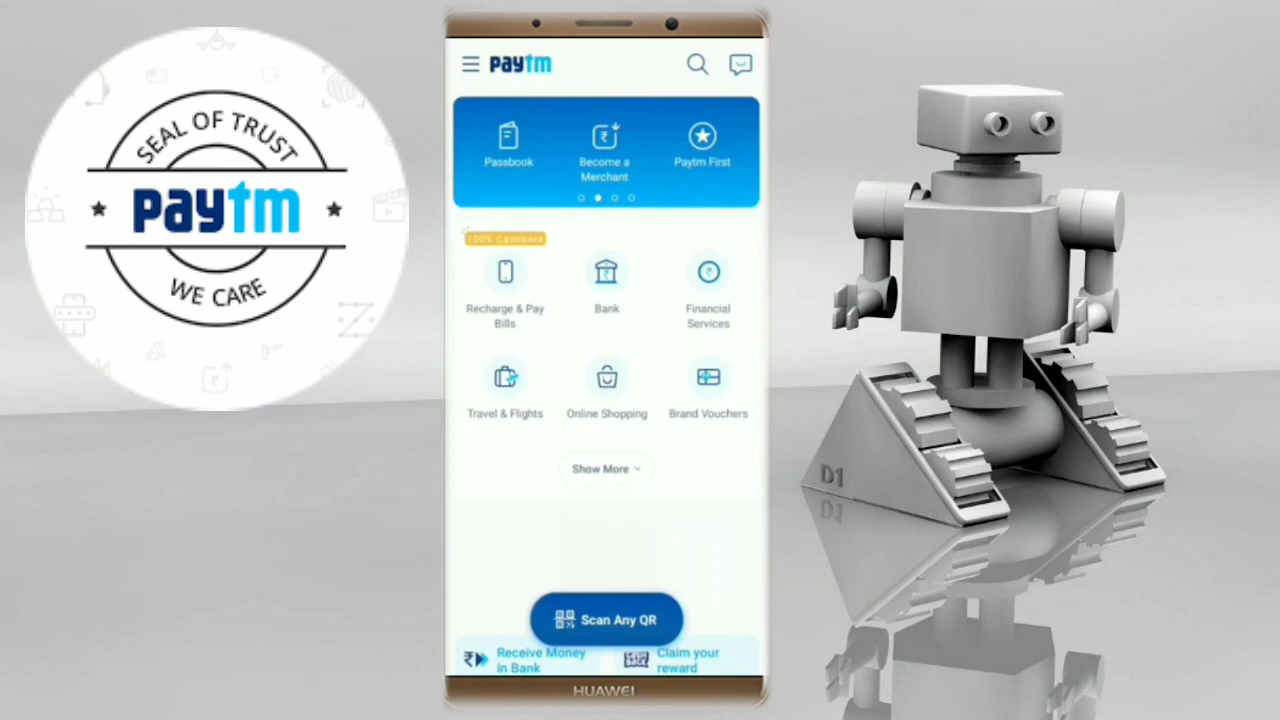 SEAL OF TRUST
paytm
WE CARE
paytm
Passbook
Become a
Merchant
Paytm First
100% Cashback
Recharge & Pay
Bills
Bank
Financial
Services
Travel & Flights
Online Shopping
Brand Vouchers
Show More
Scan Any QR
Receive Money
in Bank
CASH
BACK
Claim your
reward
HUAWEI
D1